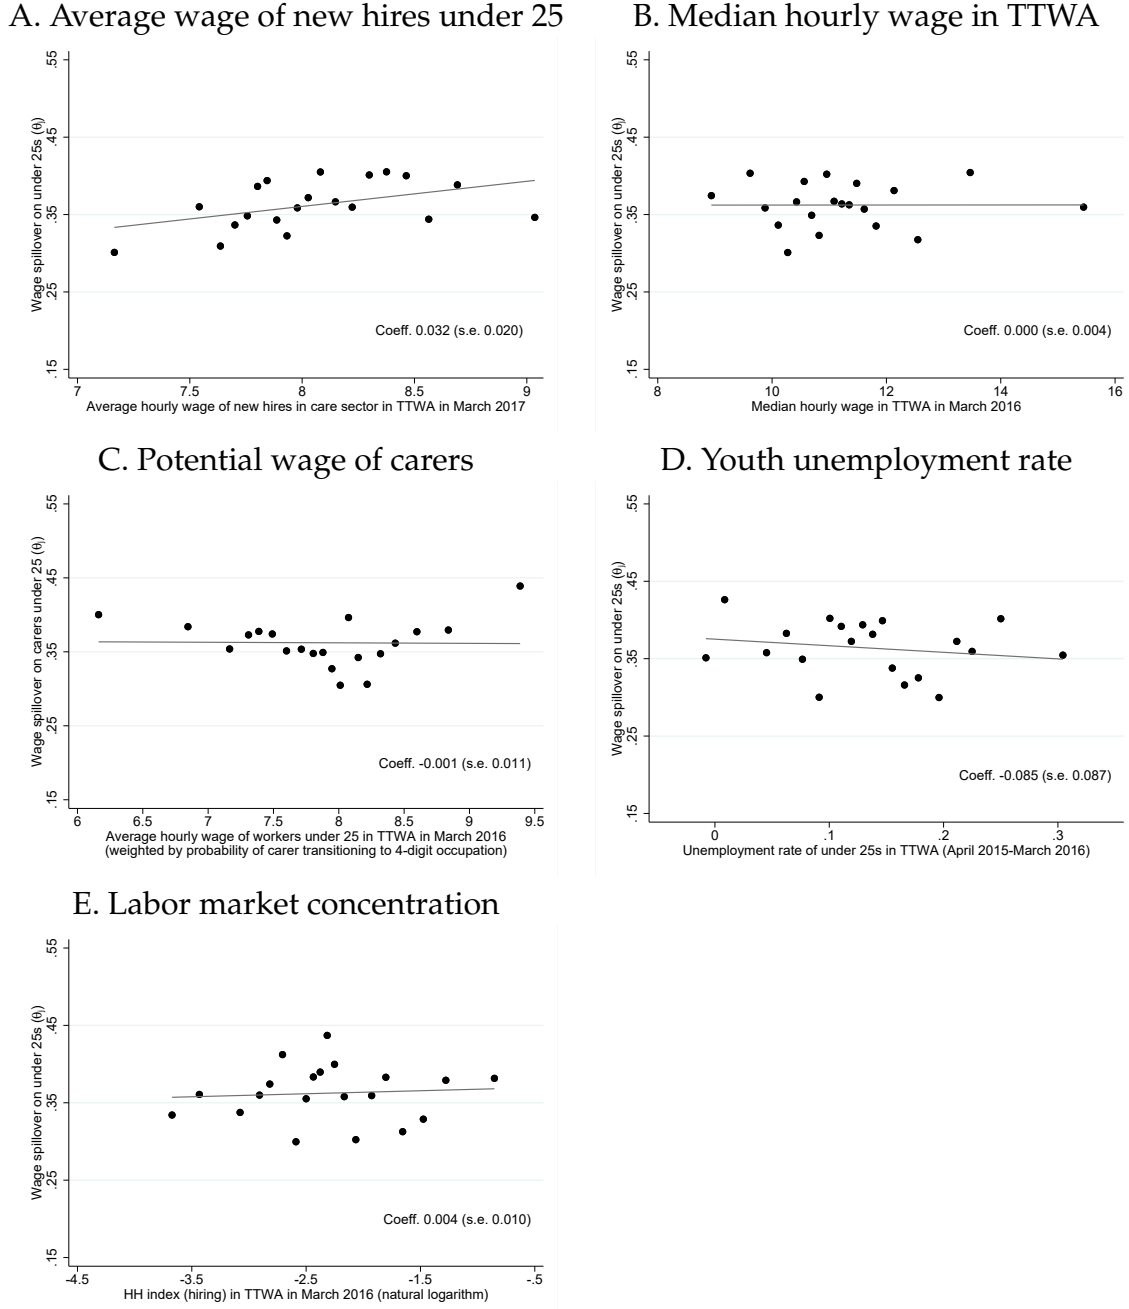 A. Average wage of new hires under 25
Wage spillover on under 25s (θj)
.55
.45
.35
.25
.15
Coeff. 0.032 (s.e. 0.020)
7 7.5 8 8.5 9
Average hourly wage of new hires in care sector in TTWA in March 2017
B. Median hourly wage in TTWA
Wage spillover on under 25s (θj)
.55
.45
.35
.25
.15
Coeff. 0.000 (s.e. 0.004)
8 10 12 14 16
Median hourly wage in TTWA in March 2016
C. Potential wage of carers
Wage spillover on carers under 25 (θj)
.55
.45
.35
.25
.15
Coeff. -0.001 (s.e. 0.011)
6 6.5 7 7.5 8 8.5 9 9.5
Average hourly wage of workers under 25 in TTWA in March 2016
(weighted by probability of carer transitioning to 4-digit occupation)
D. Youth unemployment rate
Wage spillover on under 25s (θj)
.55
.45
.35
.25
.15
Coeff. -0.085 (s.e. 0.087)
0 .1 .2 .3
Unemployment rate of under 25s in TTWA (April 2015-March 2016)
E. Labor market concentration
Wage spillover on under 25s (θj)
.55
.45
.35
.25
.15
Coeff. 0.004 (s.e. 0.010)
-4.5 -3.5 -2.5 -1.5 -.5
HH index (hiring) in TTWA in March 2016 (natural logarithm)